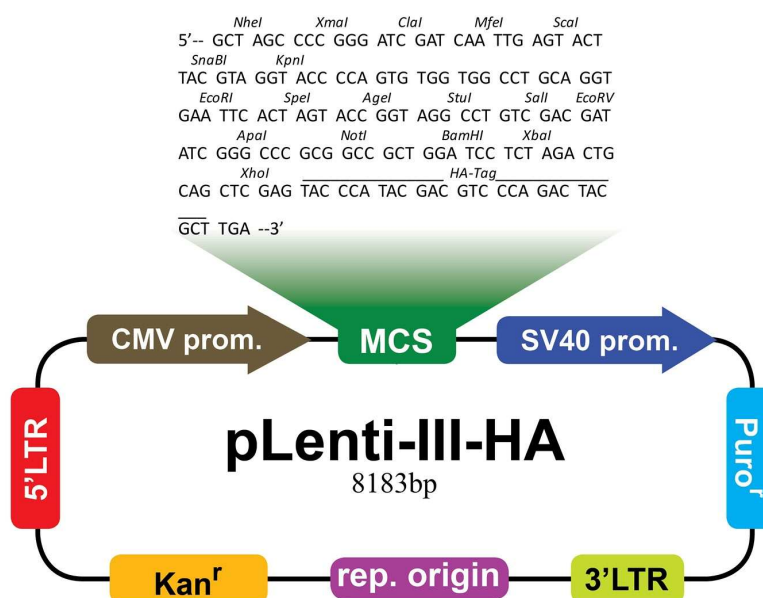 NheI XmaI ClaI MfeI ScaI
5'-- GCT AGC CCC GGG ATC GAT CAA TTG AGT ACT
SnaBI KpnI
TAC GTA GGT ACC CCA GTG TGG TGG CCT GCA GGT
EcoRI SpeI AgeI StuI SalI EcoRV
GAA TTC ACT AGT ACC GGT AGG CCT GTC GAC GAT
ApaI NotI BamHI XbaI
ATC GGG CCC GCG GCC GCT GGA TCC TCT AGA CTG
XhoI HA-Tag
CAG CTC GAG TAC CCA TAC GAC GTC CCA GAC TAC
GCT TGA --3'
CMV prom. MCS SV40 prom.
5'LTR
pLenti-III-HA
8183bp
Puroʳ
Kanʳ rep. origin 3'LTR